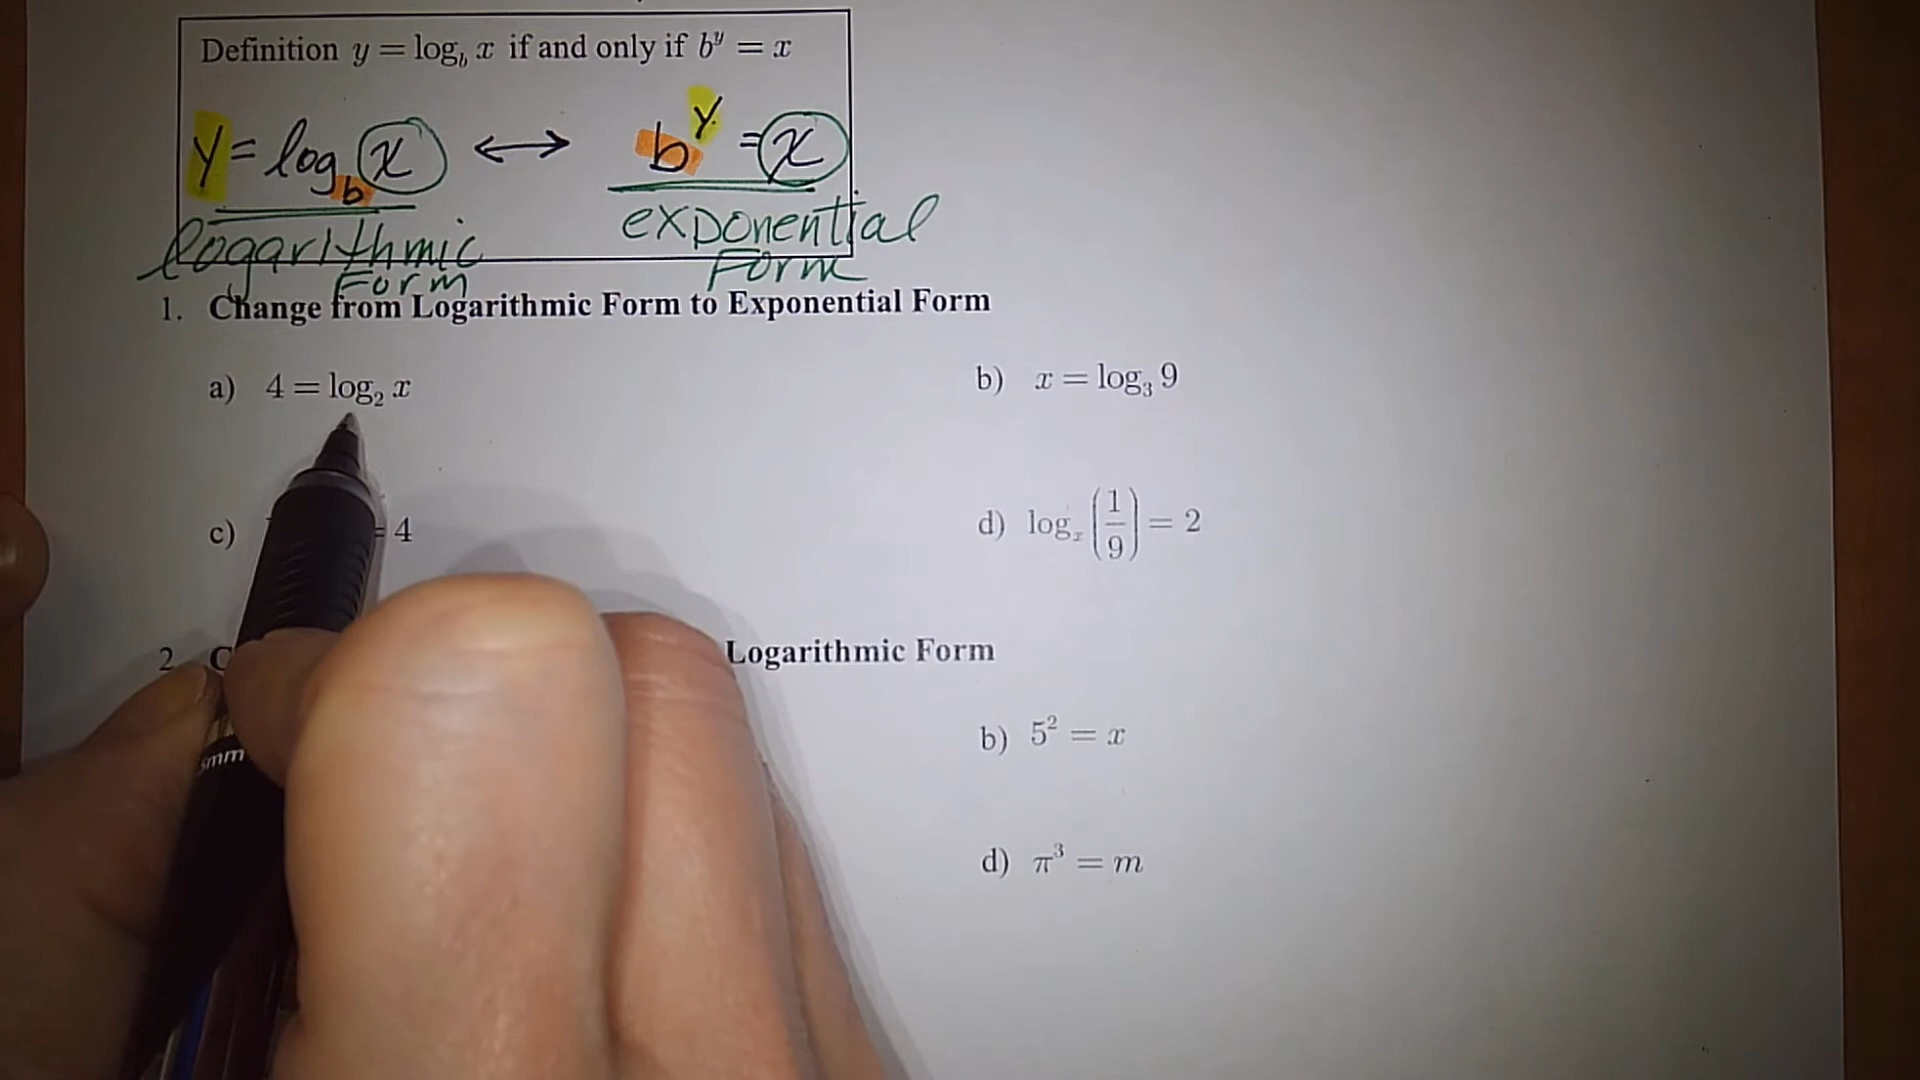 Definition y = log_b x if and only if b^y = x
y = log_b (x) ⟷ b^y = (x)
logarithmic Form
exponential Form
1. Change from Logarithmic Form to Exponential Form
a) 4 = log_2 x
b) x = log_3 9
c) = 4
d) log_x (1/9) = 2
2 C Logarithmic Form
b) 5^2 = x
d) π^3 = m
mm